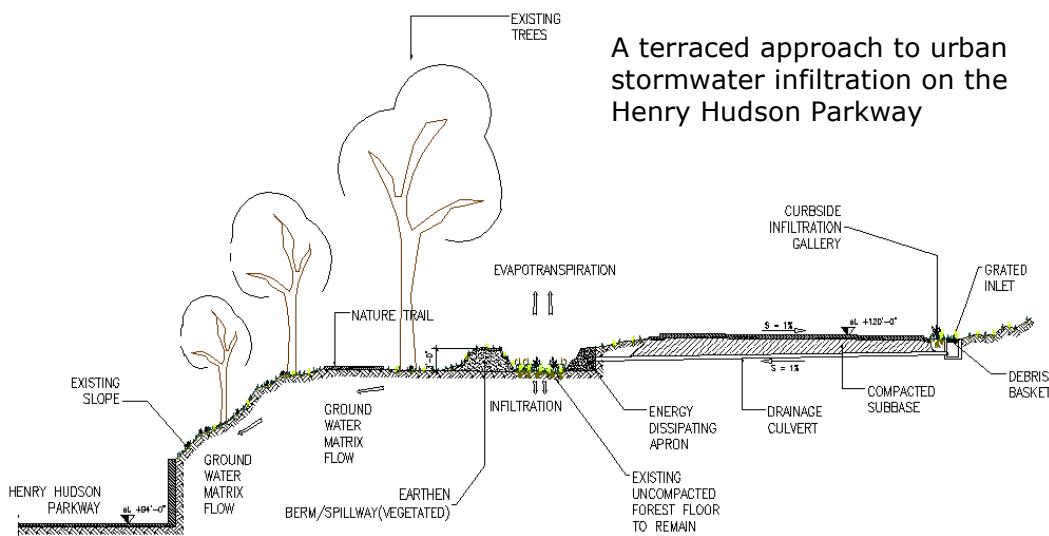 EXISTING
TREES
A terraced approach to urban
stormwater infiltration on the
Henry Hudson Parkway
CURBSIDE
INFILTRATION
GALLERY
GRATED
INLET
EVAPOTRANSPIRATION
NATURE TRAIL
S = 1%
EL +120'-0"
S = 1%
EXISTING
SLOPE
GROUND
WATER
MATRIX
FLOW
INFILTRATION
ENERGY
DISSIPATING
APRON
DRAINAGE
CULVERT
COMPACTED
SUBBASE
DEBRIS
BASKET
GROUND
WATER
MATRIX
FLOW
EARTHEN
BERM/SPILLWAY(VEGETATED)
EXISTING
UNCOMPACTED
FOREST FLOOR
TO REMAIN
HENRY HUDSON
PARKWAY
EL +94'-0"